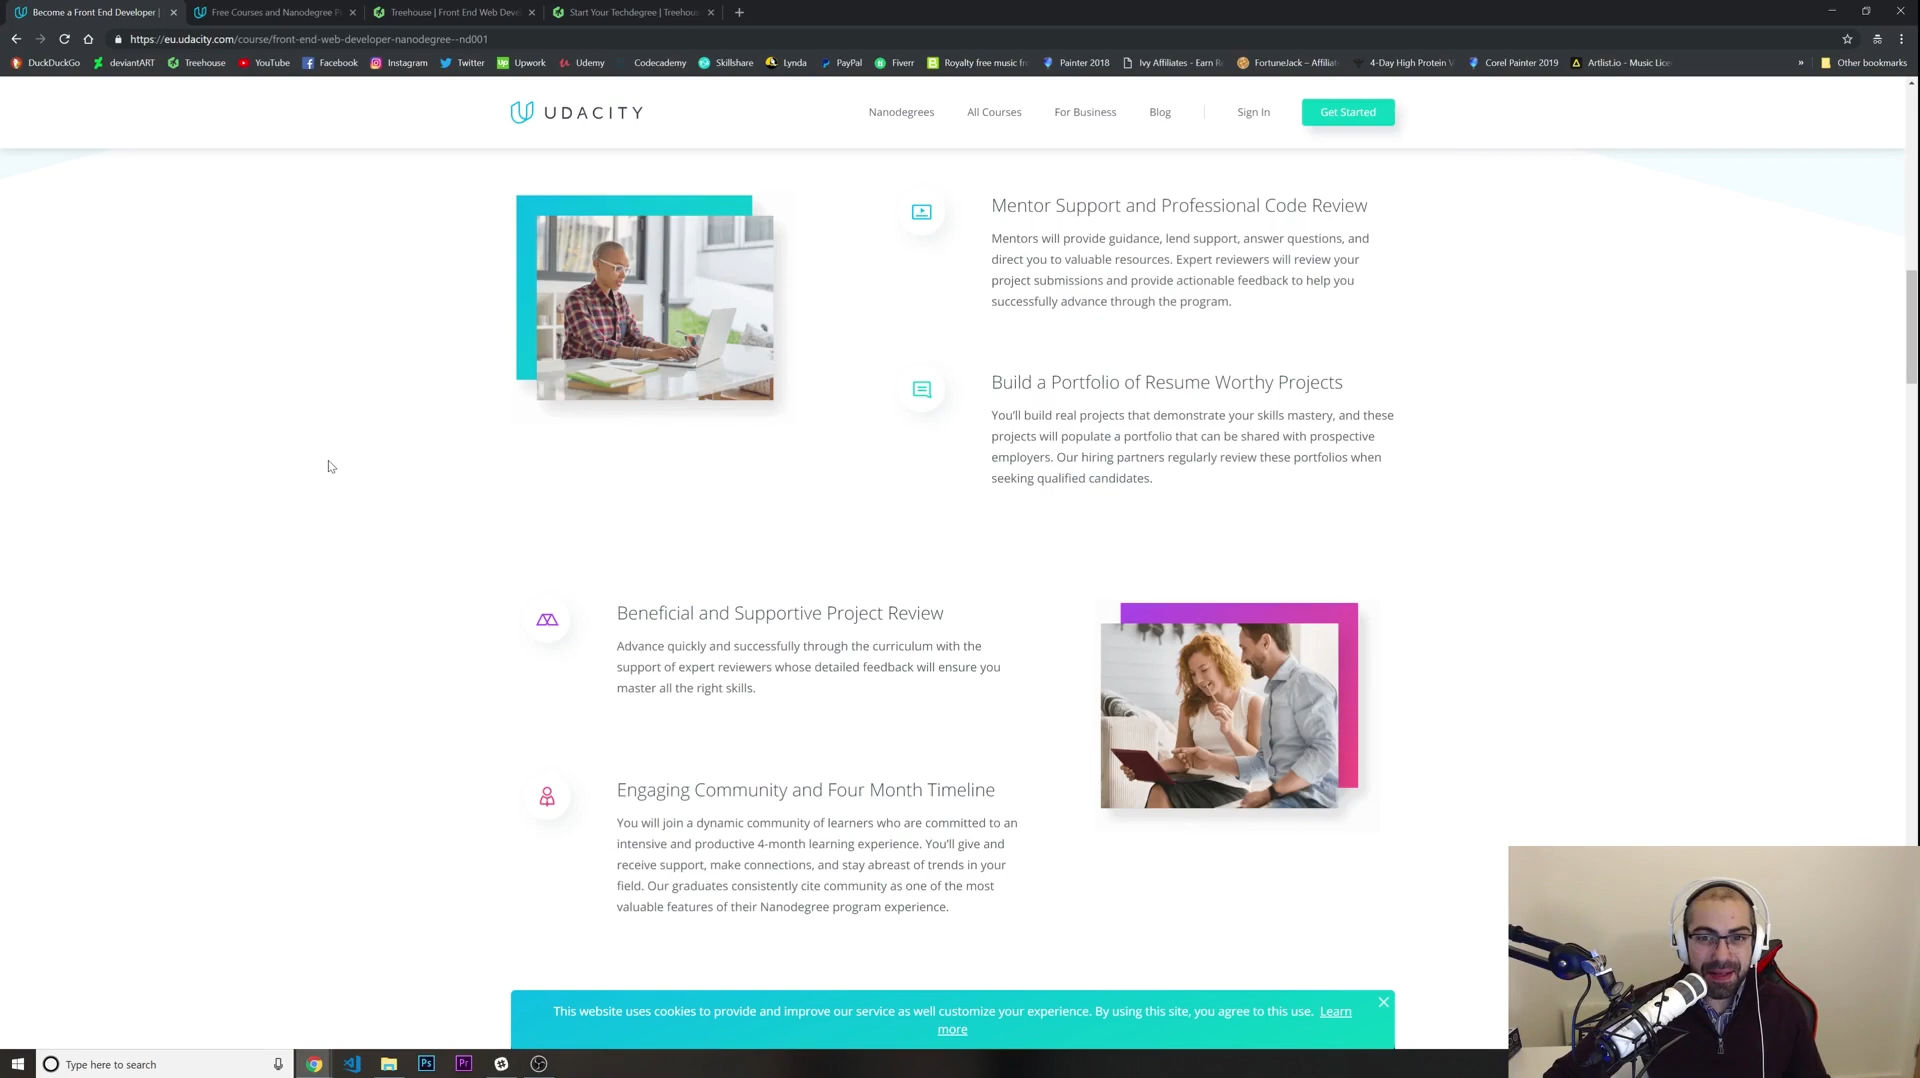 Become a Front End Developer |
Free Courses and Nanodegree P
Treehouse | Front End Web Devel
Start Your Techdegree | Treehous
https://eu.udacity.com/course/front-end-web-developer-nanodegree--nd001
DuckDuckGo
deviantART
Treehouse
YouTube
Facebook
Instagram
Twitter
Upwork
Udemy
Codecademy
Skillshare
Lynda
PayPal
Fiverr
Royalty free music fr
Painter 2018
Ivy Affiliates - Earn R
FortuneJack – Affiliat
4-Day High Protein V
Corel Painter 2019
Artlist.io - Music Lice
»
Other bookmarks
UDACITY
Nanodegrees
All Courses
For Business
Blog
Sign In
Get Started
Mentor Support and Professional Code Review
Mentors will provide guidance, lend support, answer questions, and
direct you to valuable resources. Expert reviewers will review your
project submissions and provide actionable feedback to help you
successfully advance through the program.
Build a Portfolio of Resume Worthy Projects
You'll build real projects that demonstrate your skills mastery, and these
projects will populate a portfolio that can be shared with prospective
employers. Our hiring partners regularly review these portfolios when
seeking qualified candidates.
Beneficial and Supportive Project Review
Advance quickly and successfully through the curriculum with the
support of expert reviewers whose detailed feedback will ensure you
master all the right skills.
Engaging Community and Four Month Timeline
You will join a dynamic community of learners who are committed to an
intensive and productive 4-month learning experience. You'll give and
receive support, make connections, and stay abreast of trends in your
field. Our graduates consistently cite community as one of the most
valuable features of their Nanodegree program experience.
This website uses cookies to provide and improve our service as well customize your experience. By using this site, you agree to this use. Learn
more
Type here to search
Ps
Pr